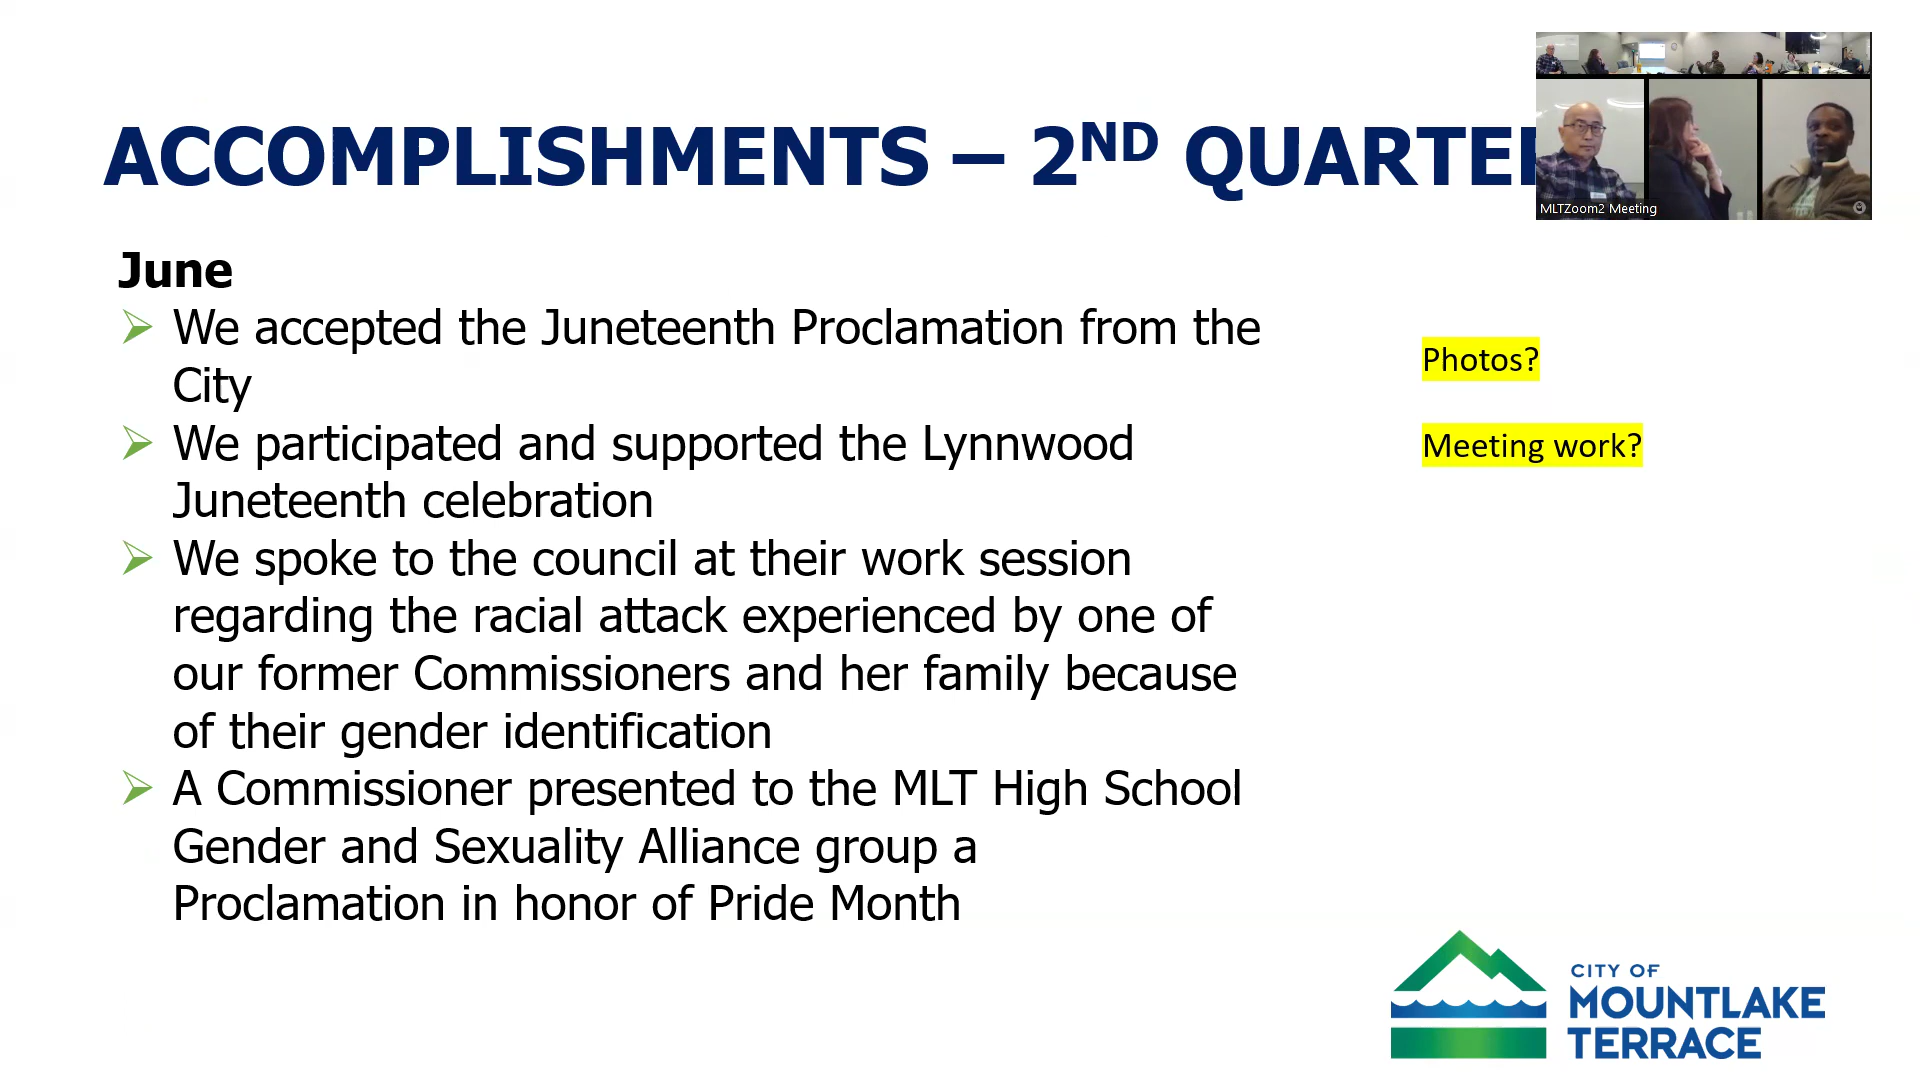 ACCOMPLISHMENTS – 2ND QUARTE
MLTZoom2 Meeting
June
We accepted the Juneteenth Proclamation from the
City
We participated and supported the Lynnwood
Juneteenth celebration
We spoke to the council at their work session
regarding the racial attack experienced by one of
our former Commissioners and her family because
of their gender identification
A Commissioner presented to the MLT High School
Gender and Sexuality Alliance group a
Proclamation in honor of Pride Month
Photos?
Meeting work?
CITY OF
MOUNTLAKE
TERRACE